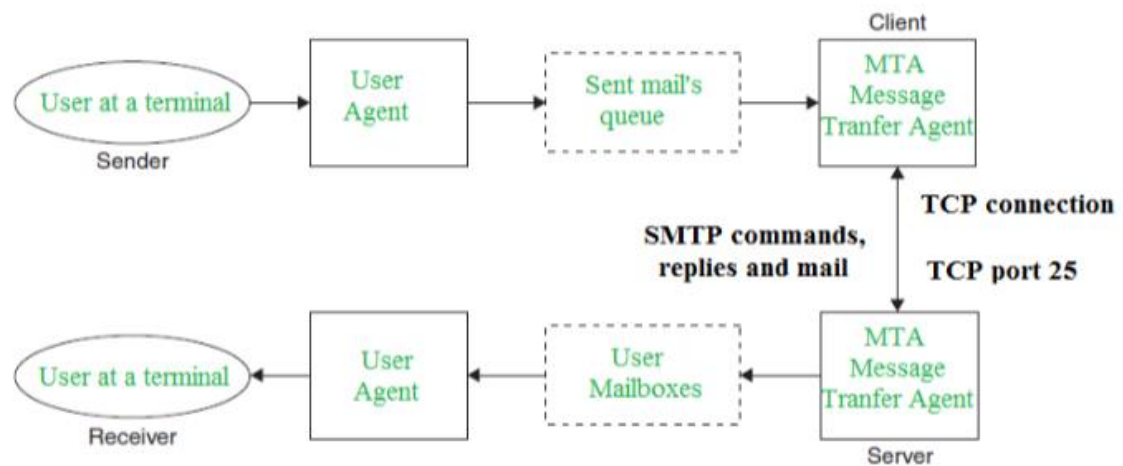 Client
User at a terminal
Sender
User
Agent
Sent mail's
queue
MTA
Message
Tranfer Agent
TCP connection
SMTP commands,
replies and mail
TCP port 25
User at a terminal
Receiver
User
Agent
User
Mailboxes
MTA
Message
Tranfer Agent
Server